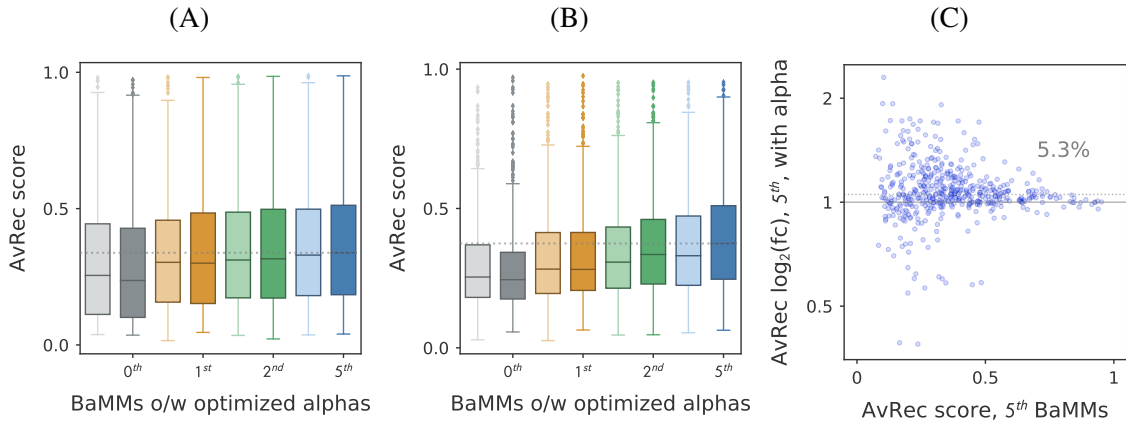 (A)
(B)
(C)
AvRec score
1.0
0.5
0.0
0th
1st
2nd
5th
BaMMs o/w optimized alphas
AvRec score
1.0
0.5
0.0
0th
1st
2nd
5th
BaMMs o/w optimized alphas
AvRec log2(fc), 5th, with alpha
2
1
0.5
5.3%
0
0.5
1
AvRec score, 5th BaMMs